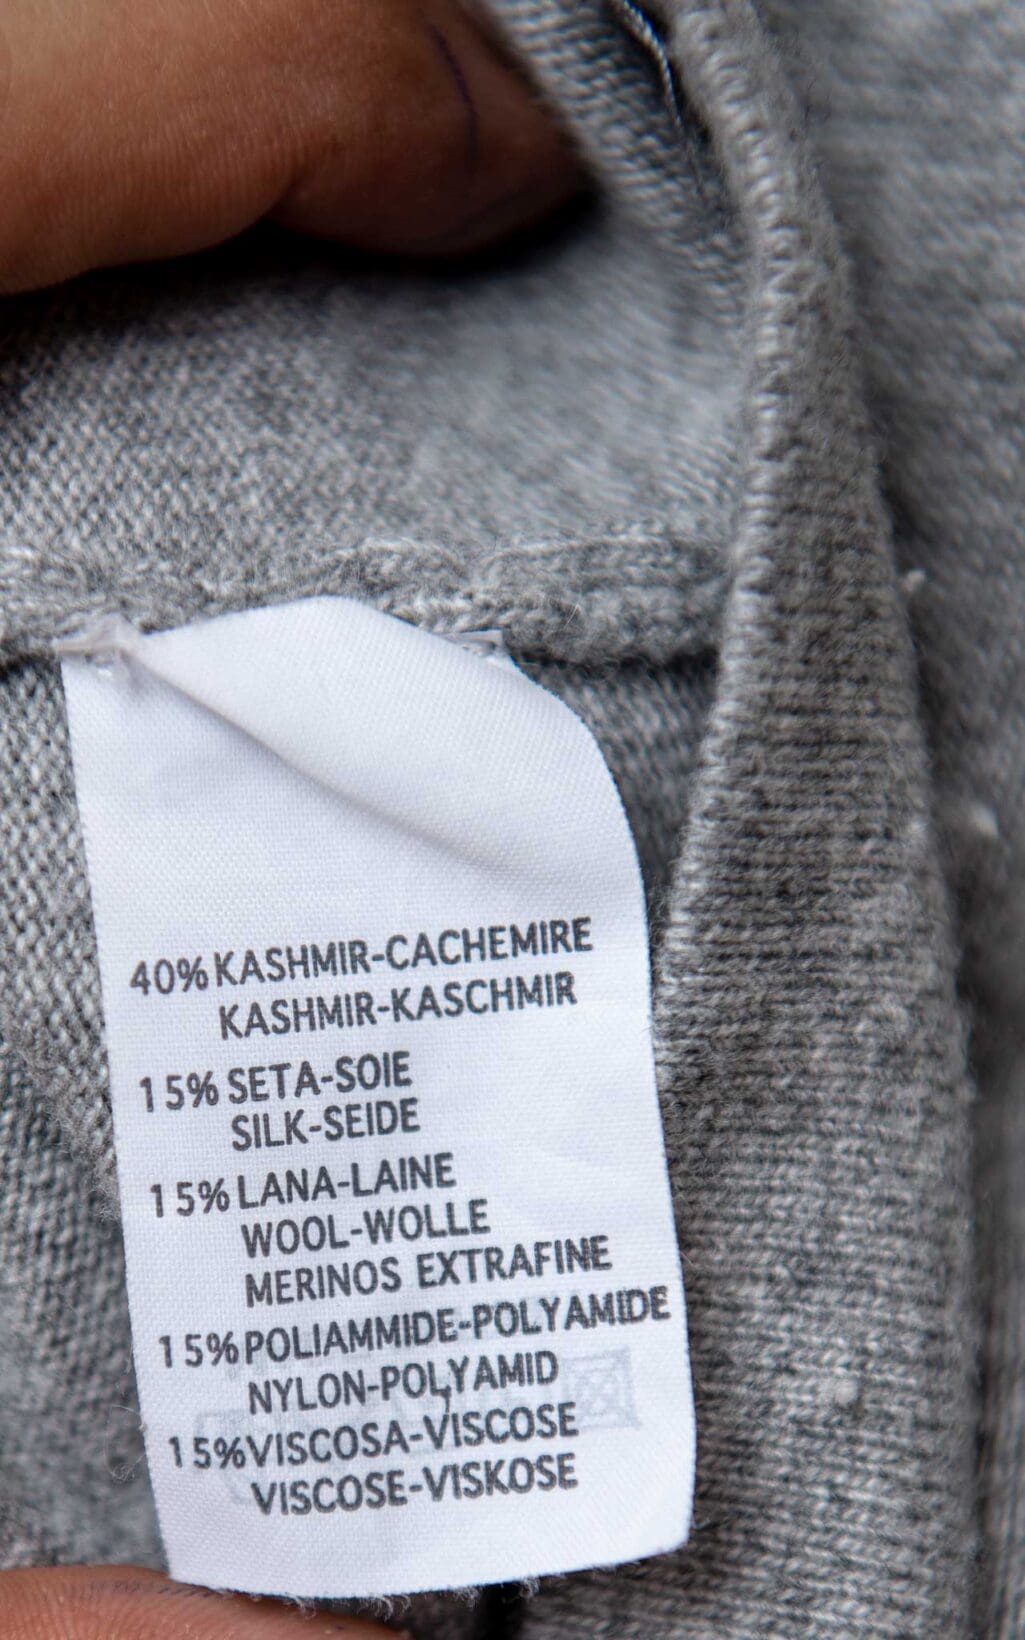 40% KASHMIR-CACHEMIRE
KASHMIR-KASCHMIR
15% SETA-SOIE
SILK-SEIDE
15% LANA-LAINE
WOOL-WOLLE
MERINOS EXTRAFINE
15% POLIAMMIDE-POLYAMIDE
NYLON-POLYAMID
15% VISCOSA-VISCOSE
VISCOSE-VISKOSE